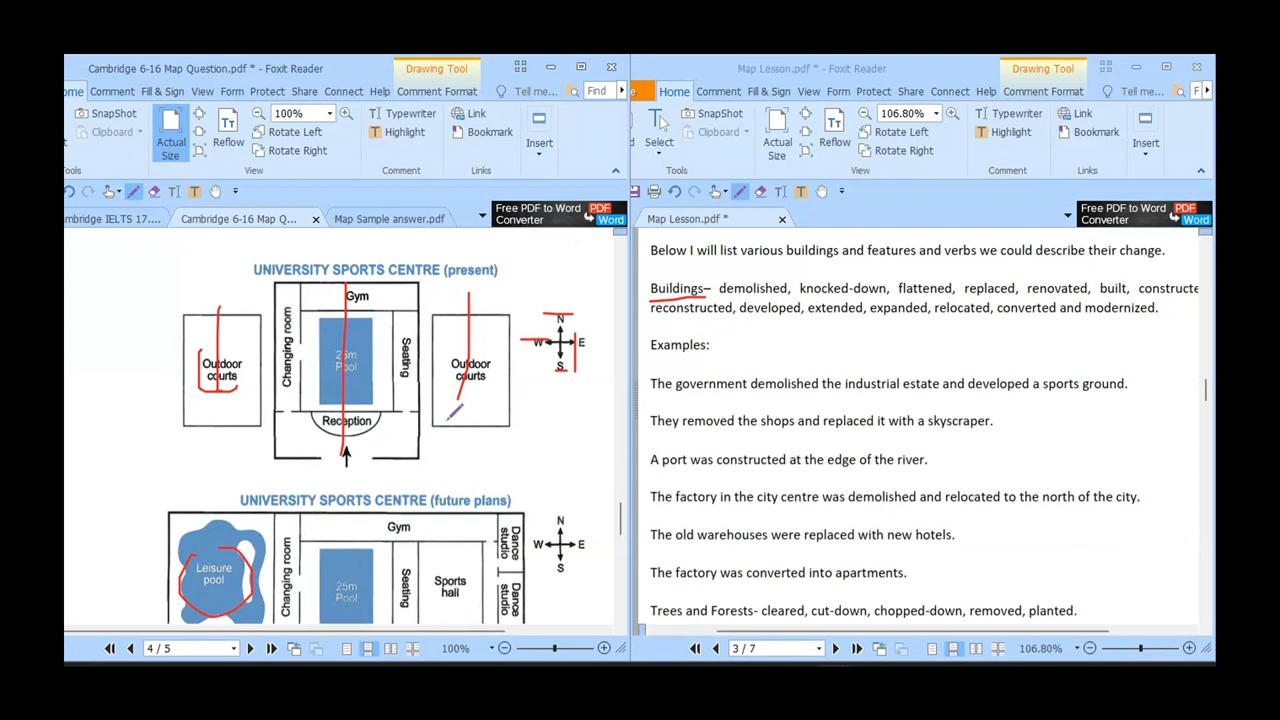 Cambridge 6-16 Map Question.pdf * - Foxit Reader
Drawing Tool
Map Lesson.pdf * - Foxit Reader
Drawing Tool
ome Comment Fill & Sign View Form Protect Share Connect Help Comment Format Tell me... Find
e Home Comment Fill & Sign View Form Protect Share Connect Help Comment Format Tell me... F
SnapShot
Clipboard
Actual Size
Reflow
100%
Rotate Left
Rotate Right
Typewriter
Highlight
Link
Bookmark
Insert
ools
View
Comment
Select
SnapShot
Clipboard
Actual Size
Reflow
106.80%
Rotate Left
Rotate Right
Typewriter
Highlight
Link
Bookmark
Insert
Tools
View
Comment
mbridge IELTS 17....
Cambridge 6-16 Map Q...
Map Sample answer.pdf
Free PDF to Word Converter
PDF
Word
Map Lesson.pdf *
Free PDF to Word Converter
PDF
Word
UNIVERSITY SPORTS CENTRE (present)
Gym
Changing room
25m
Pool
Seating
Outdoor
courts
Outdoor
courts
Reception
N
W E
S
UNIVERSITY SPORTS CENTRE (future plans)
Gym
Leisure
pool
Changing room
25m
Pool
Seating
Sports
hall
Dance
studio
Dance
studio
N
W E
S
Below I will list various buildings and features and verbs we could describe their change.
Buildings– demolished, knocked-down, flattened, replaced, renovated, built, constructe
reconstructed, developed, extended, expanded, relocated, converted and modernized.
Examples:
The government demolished the industrial estate and developed a sports ground.
They removed the shops and replaced it with a skyscraper.
A port was constructed at the edge of the river.
The factory in the city centre was demolished and relocated to the north of the city.
The old warehouses were replaced with new hotels.
The factory was converted into apartments.
Trees and Forests- cleared, cut-down, chopped-down, removed, planted.
4 / 5
100%
3 / 7
106.80%